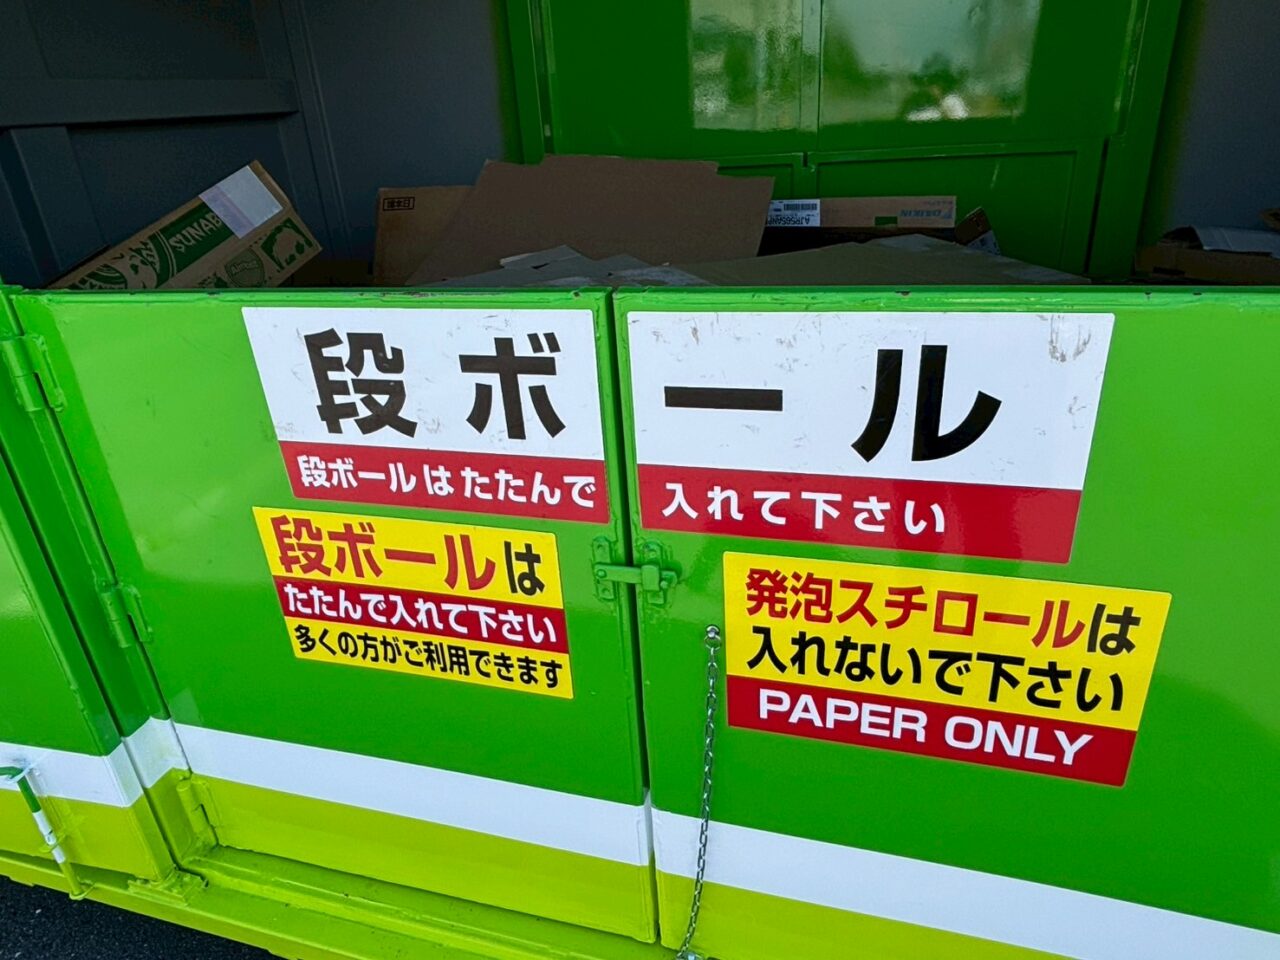 SUNAB
AJP56SANP
DAIKIN
段ボール
段ボールはたたんで入れて下さい
段ボールは
たたんで入れて下さい
多くの方がご利用できます
発泡スチロールは
入れないで下さい
PAPER ONLY